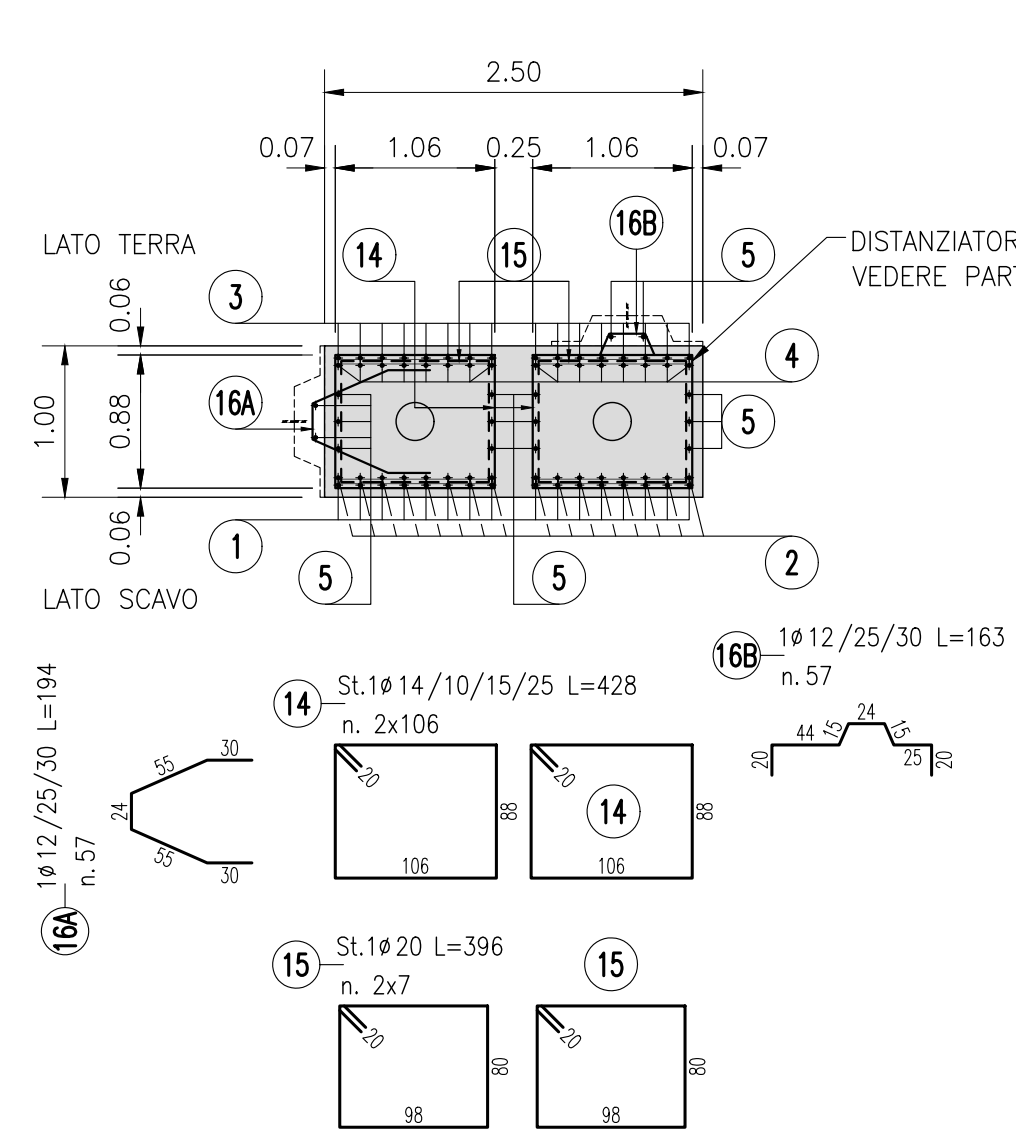 2.50
0.07 1.06 0.25 1.06 0.07
16B
LATO TERRA
14
15
5
DISTANZIATOR
VEDERE PART
3
0.06
4
1.00
0.88
16A
5
0.06
1
2
5
5
LATO SCAVO
16B
1ø12/25/30 L=163
n.57
20
44
15
24
15
25
20
16A
1ø12/25/30 L=194
n.57
30
55
24
55
30
14
St.1ø14/10/15/25 L=428
n. 2x106
20
88
106
20
14
88
106
15
St.1ø20 L=396
n. 2x7
15
20
80
98
20
80
98